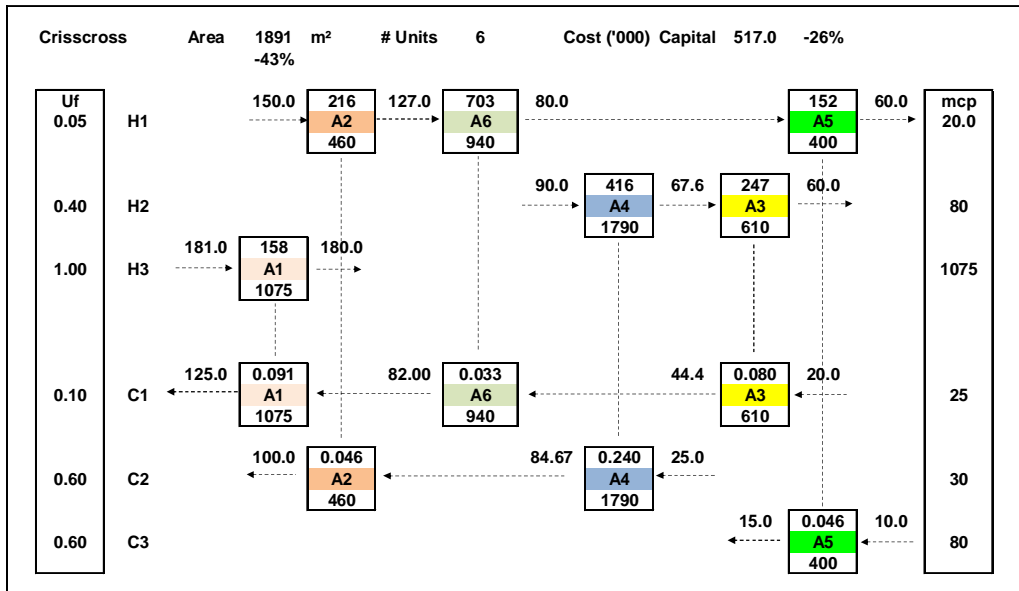 Crisscross Area 1891 m² # Units 6 Cost ('000) Capital 517.0 -26%
-43%
Uf 150.0 216 127.0 703 80.0 152 60.0 mcp
0.05 H1 A2 A6 A5 20.0
460 940 400
90.0 416 67.6 247 60.0
0.40 H2 A4 A3 80
1790 610
181.0 158 180.0
1.00 H3 A1 1075
1075
125.0 0.091 82.00 0.033 44.4 0.080 20.0
0.10 C1 A1 A6 A3 25
1075 940 610
100.0 0.046 84.67 0.240 25.0
0.60 C2 A2 A4 30
460 1790
15.0 0.046 10.0
0.60 C3 A5 80
400